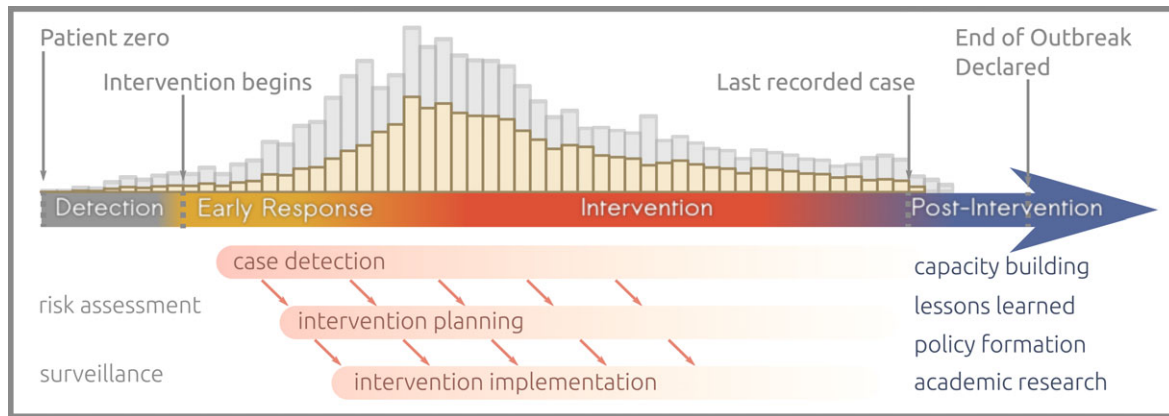 Patient zero
Intervention begins
Last recorded case
End of Outbreak
Declared
Detection
Early Response
Intervention
Post-Intervention
case detection
risk assessment
intervention planning
surveillance
intervention implementation
capacity building
lessons learned
policy formation
academic research